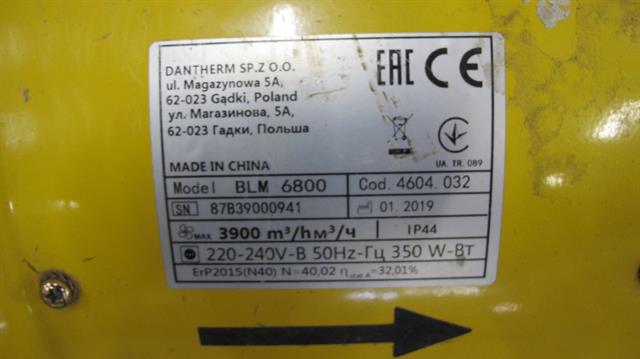 DANTHERM SP.Z O.O.
ul. Magazynowa 5A,
62-023 Gądki, Poland
ул. Магазинова, 5А,
62-023 Гадки, Польша
EAC CE
UA. TR. 089
MADE IN CHINA
Model BLM 6800 Cod. 4604.032
SN 87B39000941 01.2019
MAX 3900 m³/hм³/ч IP44
220-240V-В 50Hz-Гц 350 W-Вт
ErP2015(N40) N=40,02 η stat A=32,01%